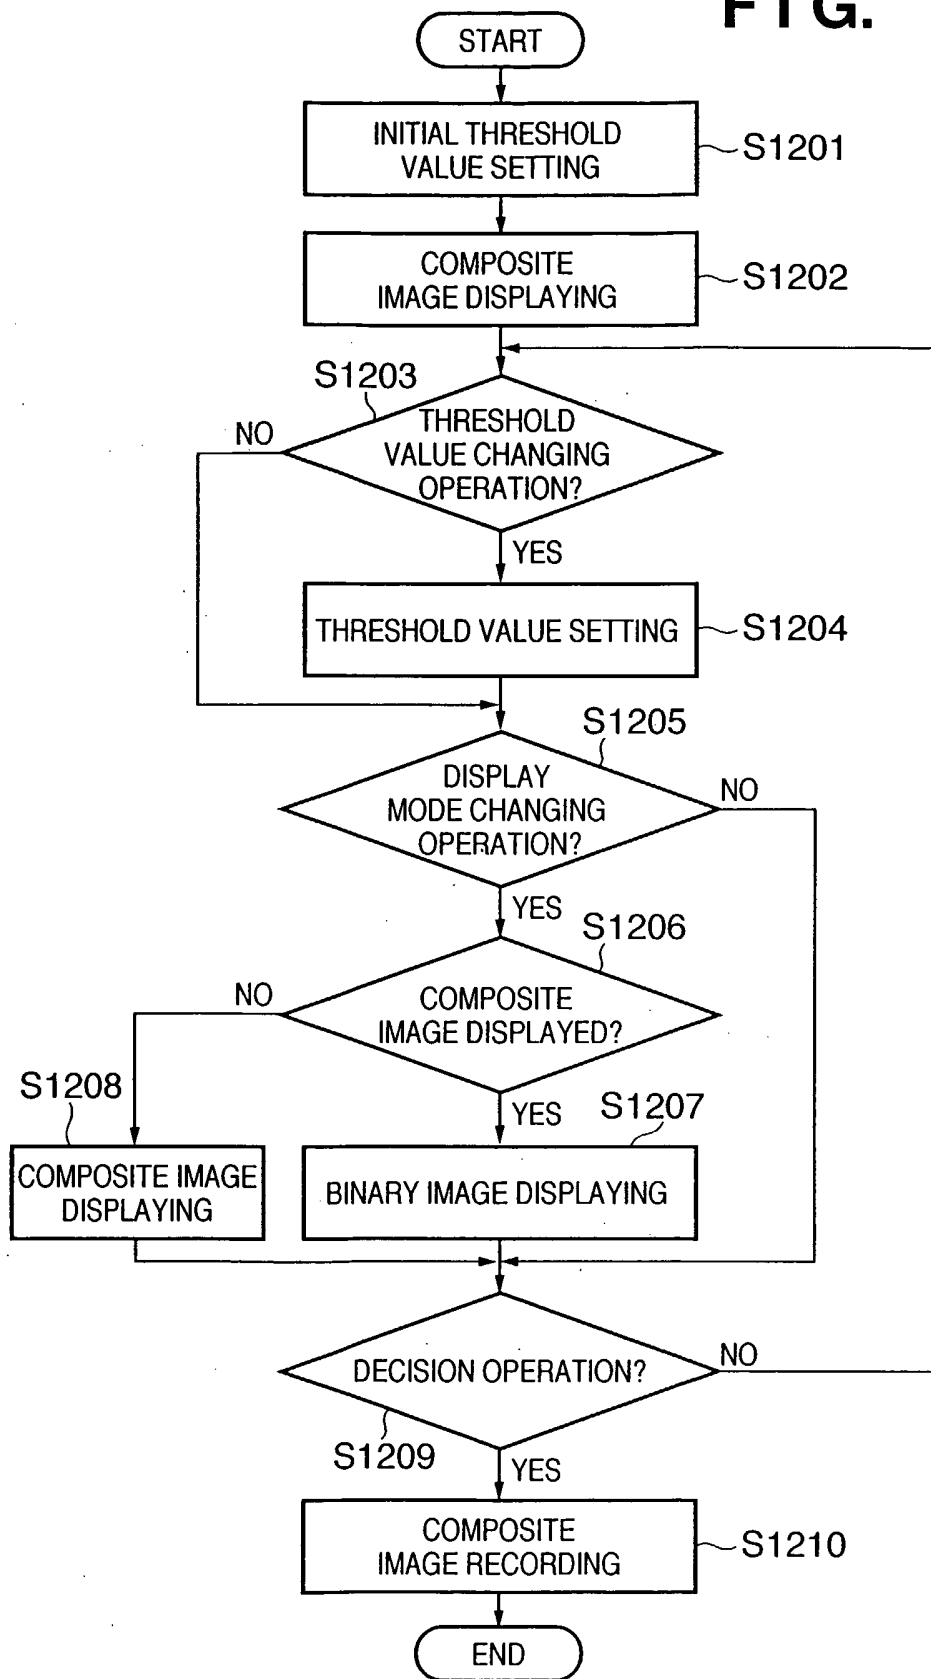 FIG.
START
INITIAL THRESHOLD
VALUE SETTING
S1201
COMPOSITE
IMAGE DISPLAYING
S1202
S1203
THRESHOLD
VALUE CHANGING
OPERATION?
NO
YES
THRESHOLD VALUE SETTING
S1204
S1205
DISPLAY
MODE CHANGING
OPERATION?
NO
YES
S1206
COMPOSITE
IMAGE DISPLAYED?
NO
YES
S1208
COMPOSITE IMAGE
DISPLAYING
S1207
BINARY IMAGE DISPLAYING
DECISION OPERATION?
NO
S1209
YES
COMPOSITE
IMAGE RECORDING
S1210
END